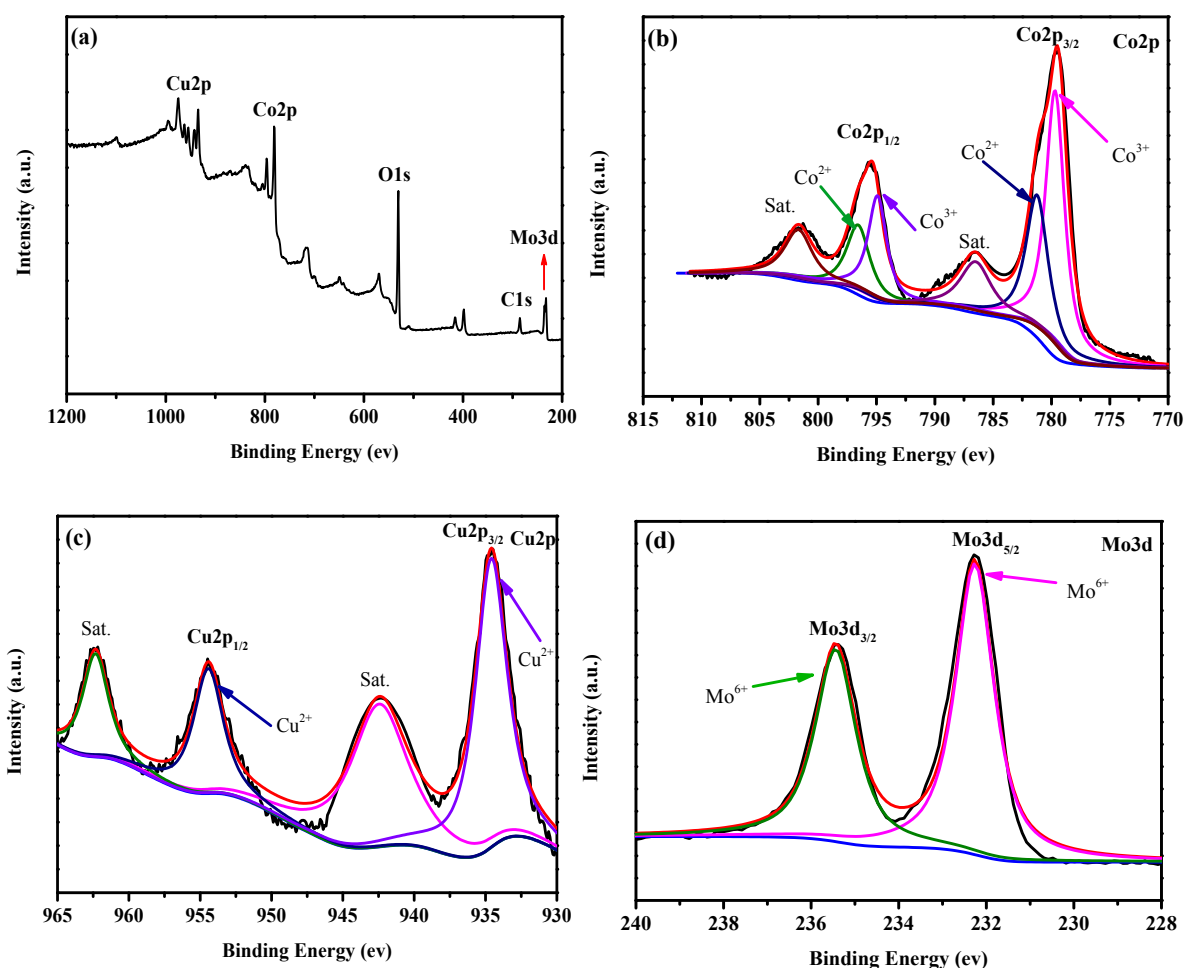 (a)
Cu2p
Co2p
O1s
Mo3d
C1s
Intensity (a.u.)
1200 1000 800 600 400 200
Binding Energy (ev)
(b)
Co2p3/2 Co2p
Co2p1/2
Co3+
Co2+
Co2+
Sat.
Co3+
Sat.
Intensity (a.u.)
815 810 805 800 795 790 785 780 775 770
Binding Energy (ev)
(c)
Cu2p3/2 Cu2p
Sat.
Cu2p1/2
Sat.
Cu2+
Cu2+
Intensity (a.u.)
965 960 955 950 945 940 935 930
Binding Energy (ev)
(d)
Mo3d5/2 Mo3d
Mo6+
Mo3d3/2
Mo6+
Intensity (a.u.)
240 238 236 234 232 230 228
Binding Energy (ev)